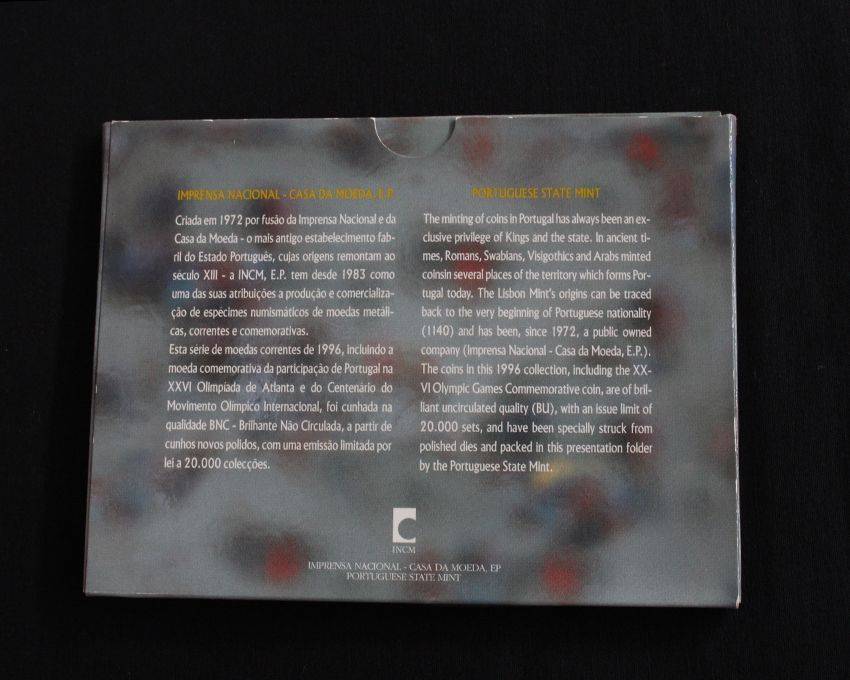 IMPRENSA NACIONAL - CASA DA MOEDA, E.P.
Criada em 1972 por fusão da Imprensa Nacional e da
Casa da Moeda - o mais antigo estabelecimento fab-
ril do Estado Português, cujas origens remontam ao
século XIII - a INCM, E.P. tem desde 1983 como
uma das suas atribuições a produção e comercializa-
ção de espécimes numismáticos de moedas metáli-
cas, correntes e comemorativas.
Esta série de moedas correntes de 1996, incluindo a
moeda comemorativa da participação de Portugal na
XXVI Olimpíada de Atlanta e do Centenário do
Movimento Olímpico Internacional, foi cunhada na
qualidade BNC - Brilhante Não Circulada, a partir de
cunhos novos polidos, com uma emissão limitada por
lei a 20.000 colecções.
PORTUGUESE STATE MINT
The minting of coins in Portugal has always been an ex-
clusive privilege of Kings and the state. In ancient ti-
mes, Romans, Swabians, Visigothics and Arabs minted
coinsin several places of the territory which forms Por-
tugal today. The Lisbon Mint's origins can be traced
back to the very beginning of Portuguese nationality
(1140) and has been, since 1972, a public owned
company (Imprensa Nacional - Casa da Moeda, E.P.).
The coins in this 1996 collection, including the XX-
VI Olympic Games Commemorative coin, are of bril-
liant uncirculated quality (BU), with an issue limit of
20.000 sets, and have been specially struck from
polished dies and packed in this presentation folder
by the Portuguese State Mint.
INCM
IMPRENSA NACIONAL - CASA DA MOEDA, EP
PORTUGUESE STATE MINT